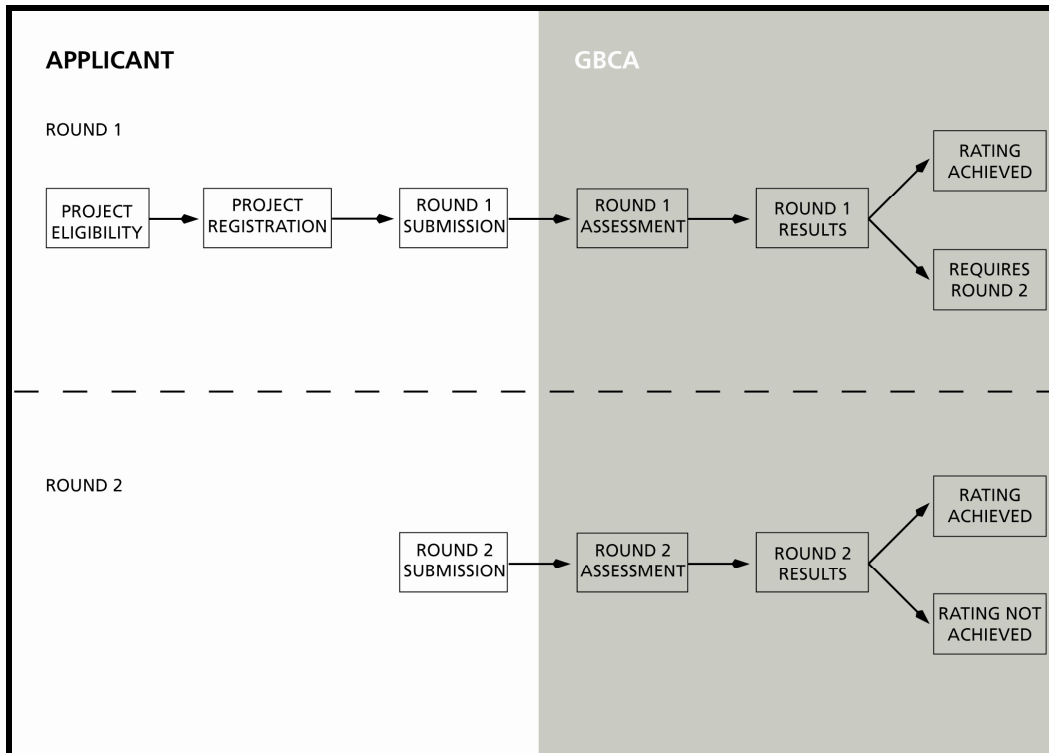 APPLICANT
GBCA
ROUND 1
PROJECT
ELIGIBILITY
PROJECT
REGISTRATION
ROUND 1
SUBMISSION
ROUND 1
ASSESSMENT
ROUND 1
RESULTS
RATING
ACHIEVED
REQUIRES
ROUND 2
ROUND 2
ROUND 2
SUBMISSION
ROUND 2
ASSESSMENT
ROUND 2
RESULTS
RATING
ACHIEVED
RATING NOT
ACHIEVED